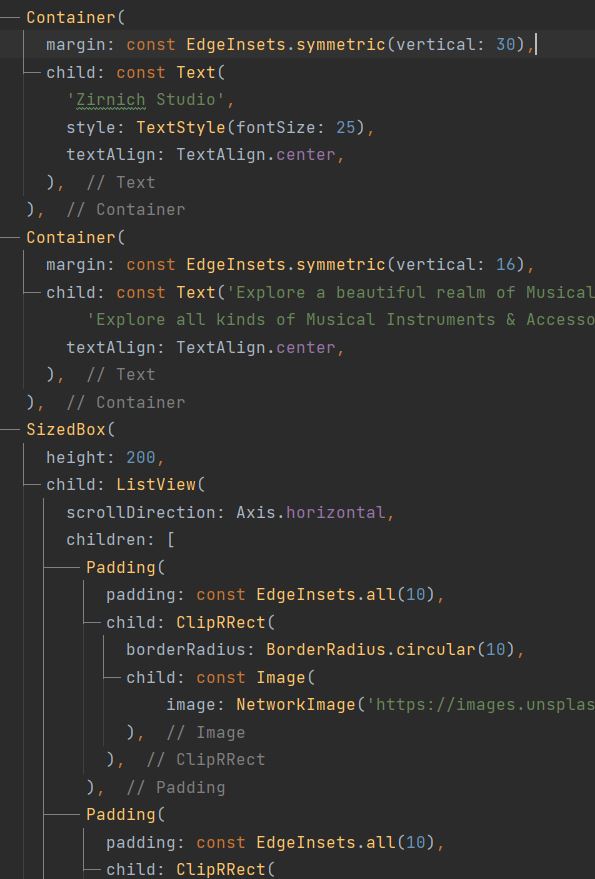 Container(
margin: const EdgeInsets.symmetric(vertical: 30),
child: const Text(
'Zirnich Studio',
style: TextStyle(fontSize: 25),
textAlign: TextAlign.center,
), // Text
), // Container
Container(
margin: const EdgeInsets.symmetric(vertical: 16),
child: const Text('Explore a beautiful realm of Musical
'Explore all kinds of Musical Instruments & Accesso
textAlign: TextAlign.center,
), // Text
), // Container
SizedBox(
height: 200,
child: ListView(
scrollDirection: Axis.horizontal,
children: [
Padding(
padding: const EdgeInsets.all(10),
child: ClipRRect(
borderRadius: BorderRadius.circular(10),
child: const Image(
image: NetworkImage('https://images.unsplas
), // Image
), // ClipRRect
), // Padding
Padding(
padding: const EdgeInsets.all(10),
child: ClipRRect(